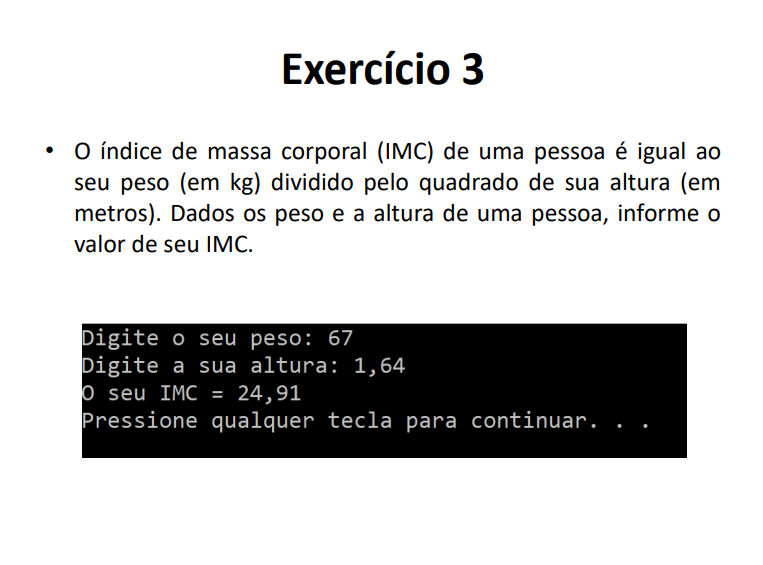 Exercício 3
• O índice de massa corporal (IMC) de uma pessoa é igual ao
seu peso (em kg) dividido pelo quadrado de sua altura (em
metros). Dados os peso e a altura de uma pessoa, informe o
valor de seu IMC.
Digite o seu peso: 67
Digite a sua altura: 1,64
O seu IMC = 24,91
Pressione qualquer tecla para continuar. . .